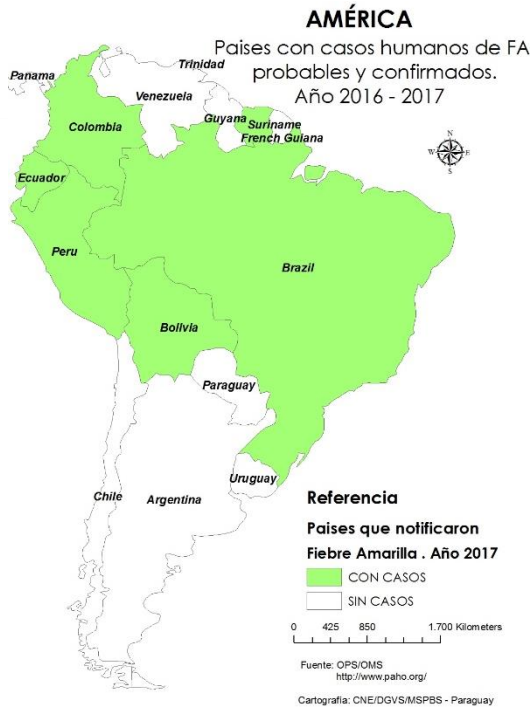 AMÉRICA
Paises con casos humanos de FA
probables y confirmados.
Año 2016 - 2017
Panama
Trinidad
Venezuela
Guyana
Suriname
French Guiana
Colombia
N
W E
S
Ecuador
Peru
Brazil
Bolivia
Paraguay
Uruguay
Chile
Argentina
Referencia
Paises que notificaron
Fiebre Amarilla . Año 2017
CON CASOS
SIN CASOS
0 425 850 1.700 Kilometers
Fuente: OPS/OMS
http://www.paho.org/
Cartografía: CNE/DGVS/MSPBS - Paraguay